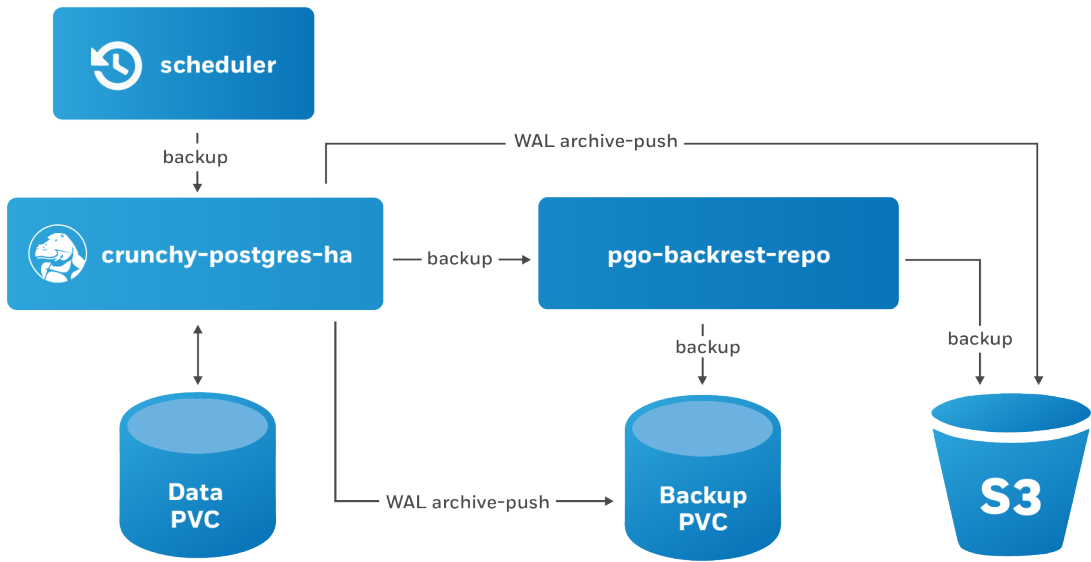 scheduler
WAL archive-push
backup
crunchy-postgres-ha
backup
pgo-backrest-repo
backup
backup
Data
PVC
WAL archive-push
Backup
PVC
S3